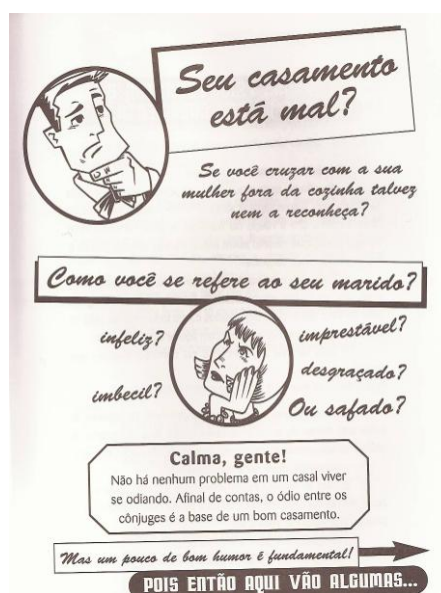 Seu casamento
está mal?
Se você cruzar com a sua
mulher fora da cozinha talvez
nem a reconheça?
Como você se refere ao seu marido?
infeliz?
imprestável?
desgraçado?
imbecil?
Ou safado?
Calma, gente!
Não há nenhum problema em um casal viver
se odiando. Afinal de contas, o ódio entre os
cônjuges é a base de um bom casamento.
Mas um pouco de bom humor é fundamental!
POIS ENTÃO AQUI VÃO ALGUMAS...